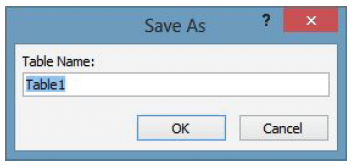 Save As ? ×
Table Name:
Table1
OK Cancel